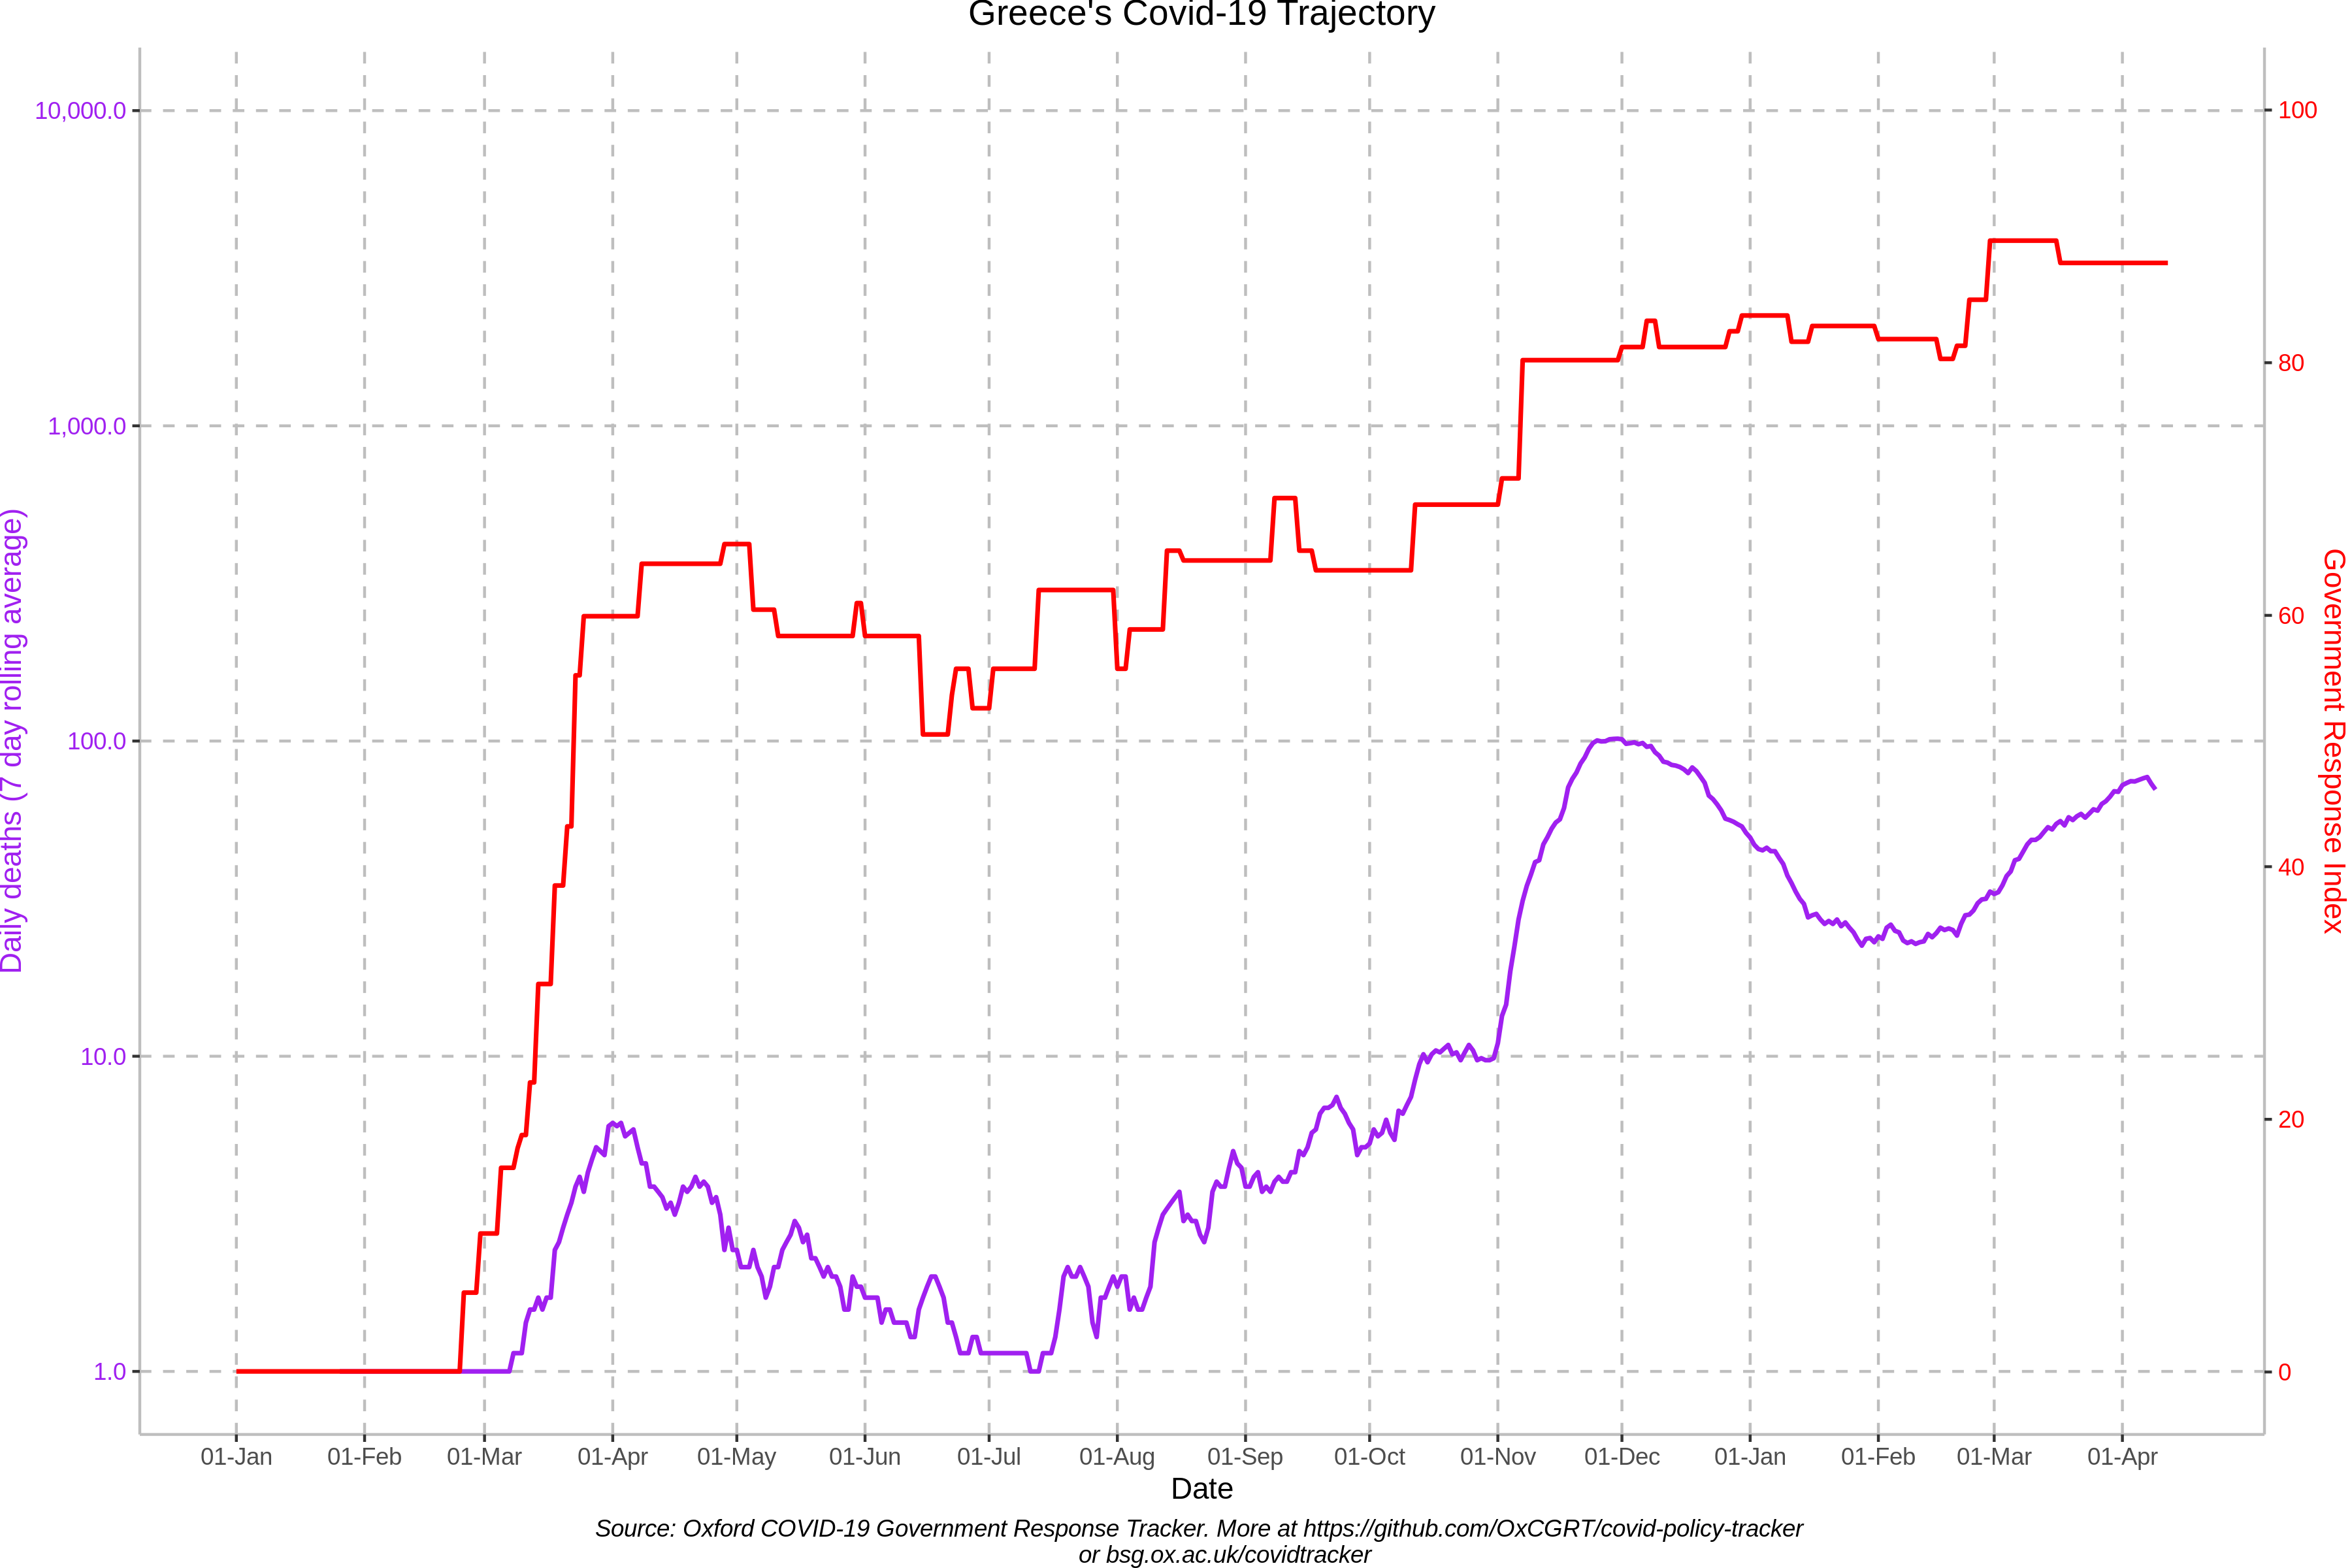 Greece's Covid-19 Trajectory
10,000.0
1,000.0
100.0
10.0
1.0
Daily deaths (7 day rolling average)
100
80
60
40
20
0
Government Response Index
01-Jan 01-Feb 01-Mar 01-Apr 01-May 01-Jun 01-Jul 01-Aug 01-Sep 01-Oct 01-Nov 01-Dec 01-Jan 01-Feb 01-Mar 01-Apr
Date
Source: Oxford COVID-19 Government Response Tracker. More at https://github.com/OxCGRT/covid-policy-tracker
or bsg.ox.ac.uk/covidtracker